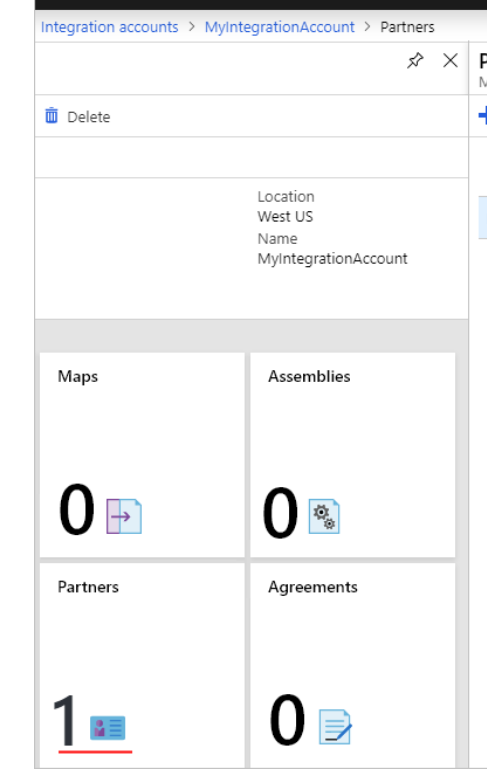 Integration accounts > MyIntegrationAccount > Partners
Delete
Location
West US
Name
MyIntegrationAccount
Maps
Assemblies
0
0
Partners
Agreements
1
0